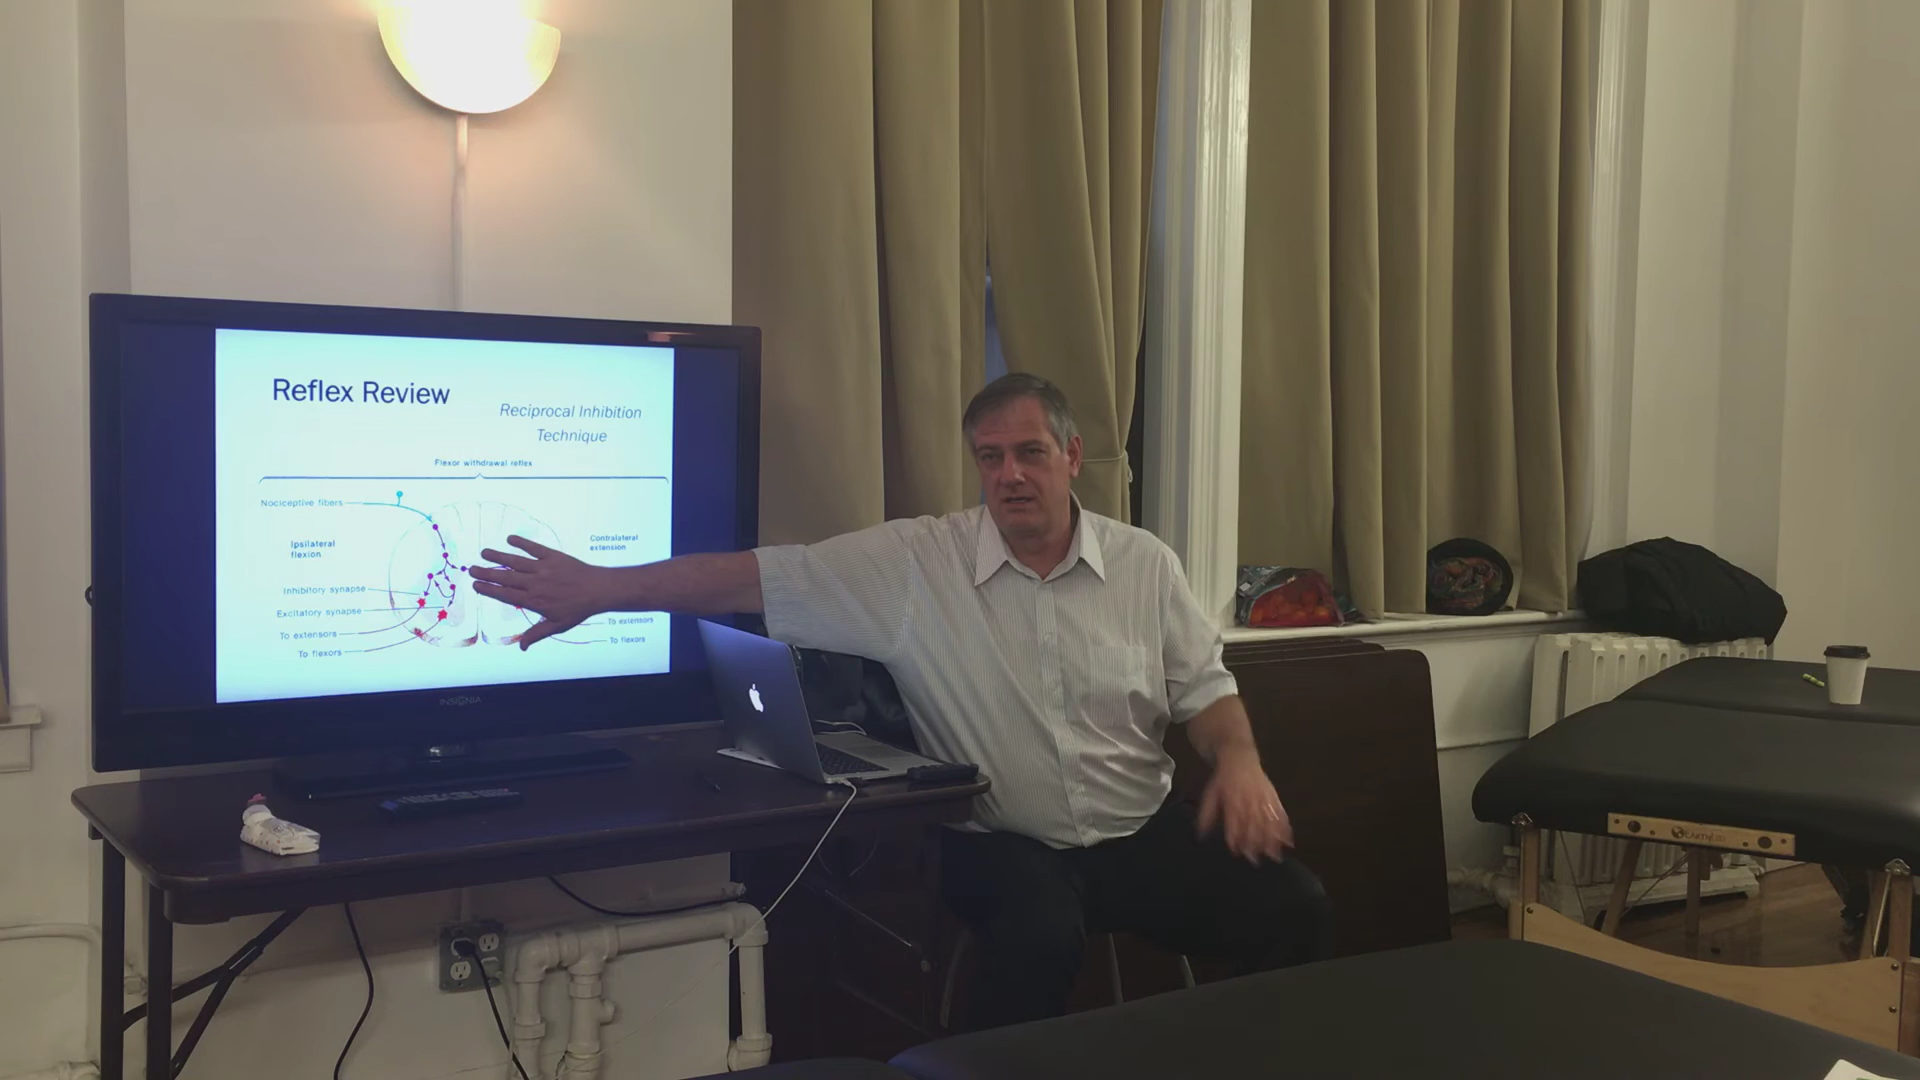 Reflex Review
Reciprocal Inhibition
Technique
Flexor withdrawal reflex
Nociceptive fibers
Ipsilateral
flexion
Contralateral
extension
Inhibitory synapse
Excitatory synapse
To extensors
To flexors
To extensors
To flexors
INSIGNIA